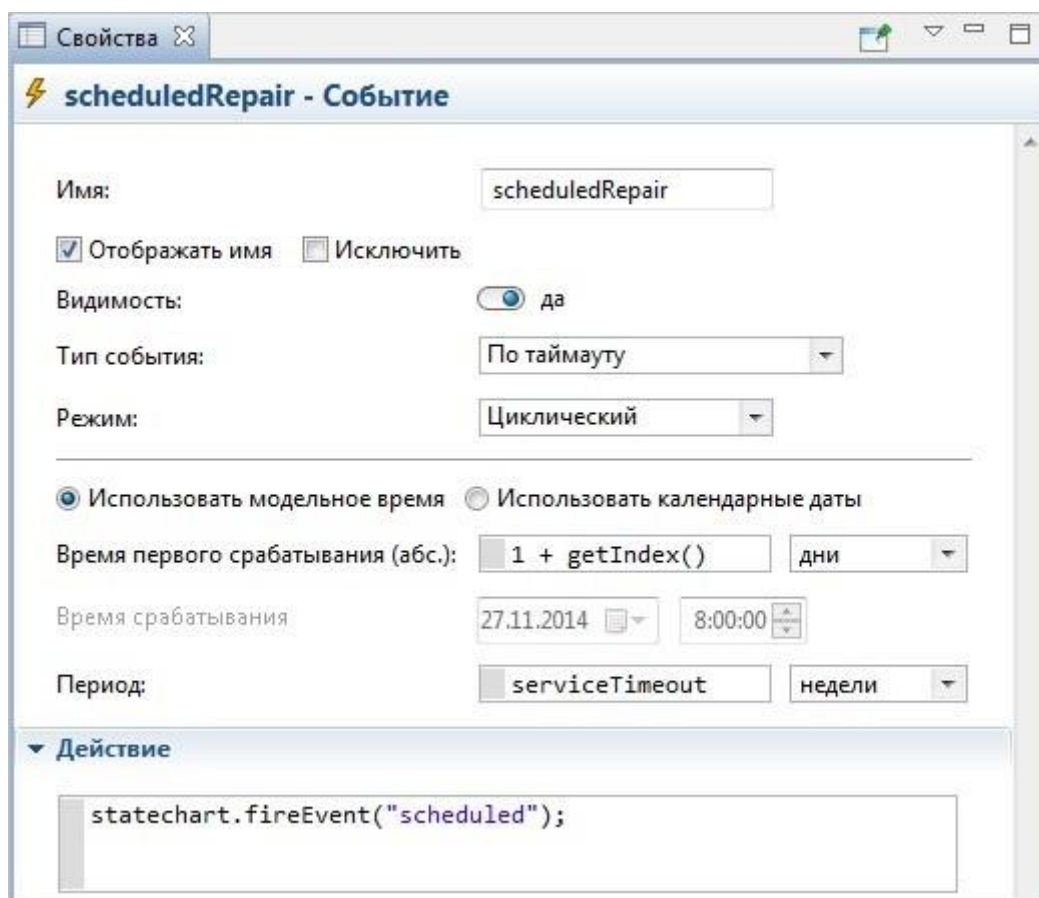 Свойства
scheduledRepair - Событие
Имя: scheduledRepair
Отображать имя Исключить
Видимость: да
Тип события: По таймауту
Режим: Циклический
Использовать модельное время Использовать календарные даты
Время первого срабатывания (абс.): 1 + getIndex() дни
Время срабатывания 27.11.2014 8:00:00
Период: serviceTimeout недели
Действие
statechart.fireEvent("scheduled");